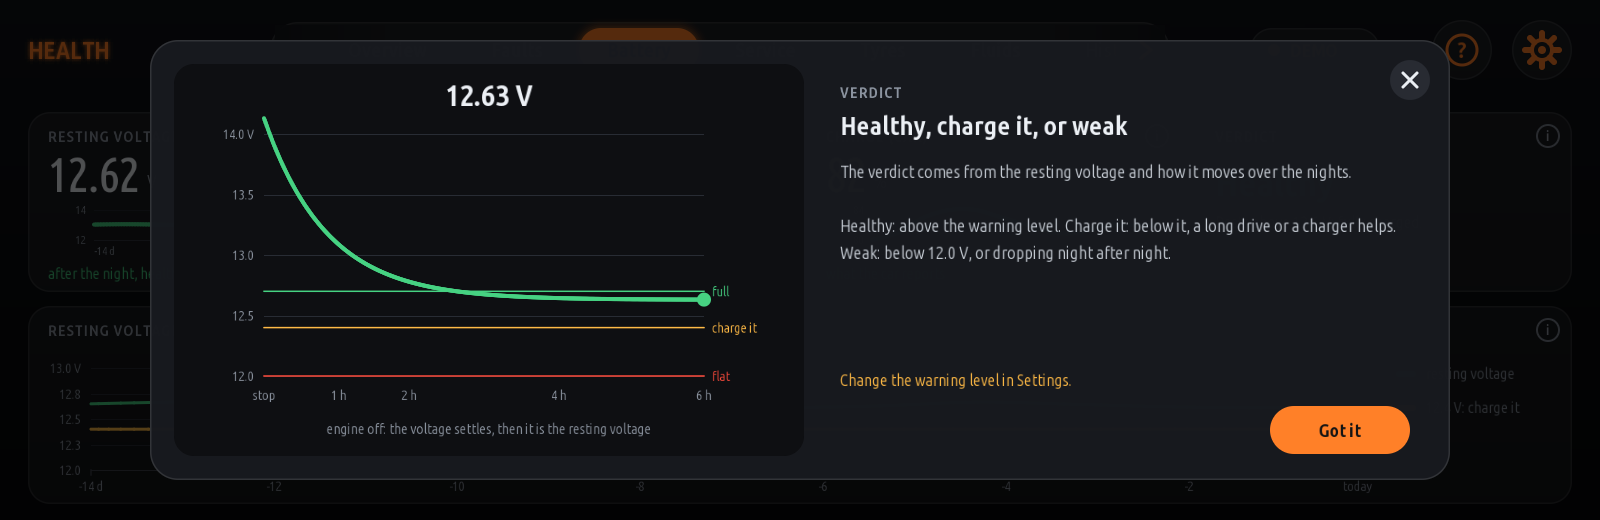 HEALTH
?
RESTING VOLT
12.62
14
12
-14 d
after the night, he
i
RESTING VOLT
13.0 V
12.8
12.5
12.3
12.0
-14 d
-12
-10
-8
-6
-4
-2
today
i
ing voltage
V: charge it
12.63 V
14.0 V
13.5
13.0
12.5
12.0
full
charge it
flat
stop
1 h
2 h
4 h
6 h
engine off: the voltage settles, then it is the resting voltage
VERDICT
Healthy, charge it, or weak
The verdict comes from the resting voltage and how it moves over the nights.
Healthy: above the warning level. Charge it: below it, a long drive or a charger helps.
Weak: below 12.0 V, or dropping night after night.
Change the warning level in Settings.
Got it